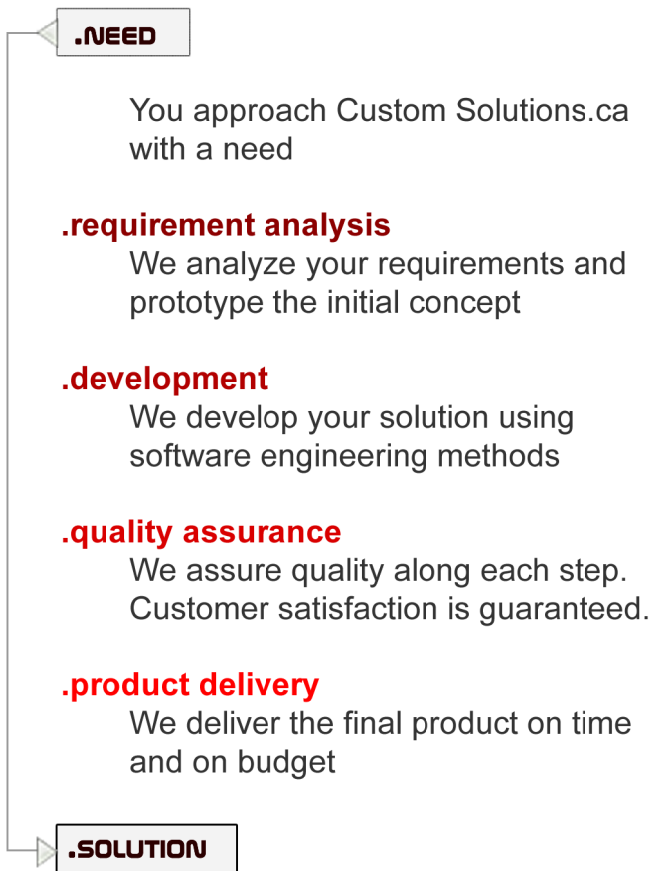 .NEED
You approach Custom Solutions.ca
with a need
.requirement analysis
We analyze your requirements and
prototype the initial concept
.development
We develop your solution using
software engineering methods
.quality assurance
We assure quality along each step.
Customer satisfaction is guaranteed.
.product delivery
We deliver the final product on time
and on budget
.SOLUTION